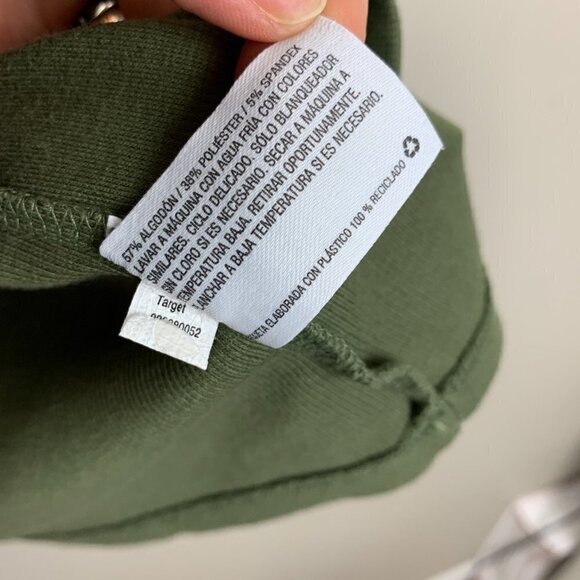 57% ALGODÓN / 38% POLIÉSTER / 5% SPANDEX
LAVAR A MÁQUINA CON AGUA FRÍA CON COLORES
SIMILARES. CICLO DELICADO. SOLO BLANQUEADOR
SIN CLORO SI ES NECESARIO. SECAR A MÁQUINA A
TEMPERATURA BAJA. RETIRAR OPORTUNAMENTE.
PLANCHAR A BAJA TEMPERATURA SI ES NECESARIO.
ELABORADA CON PLÁSTICO 100 % RECICLADO
Target